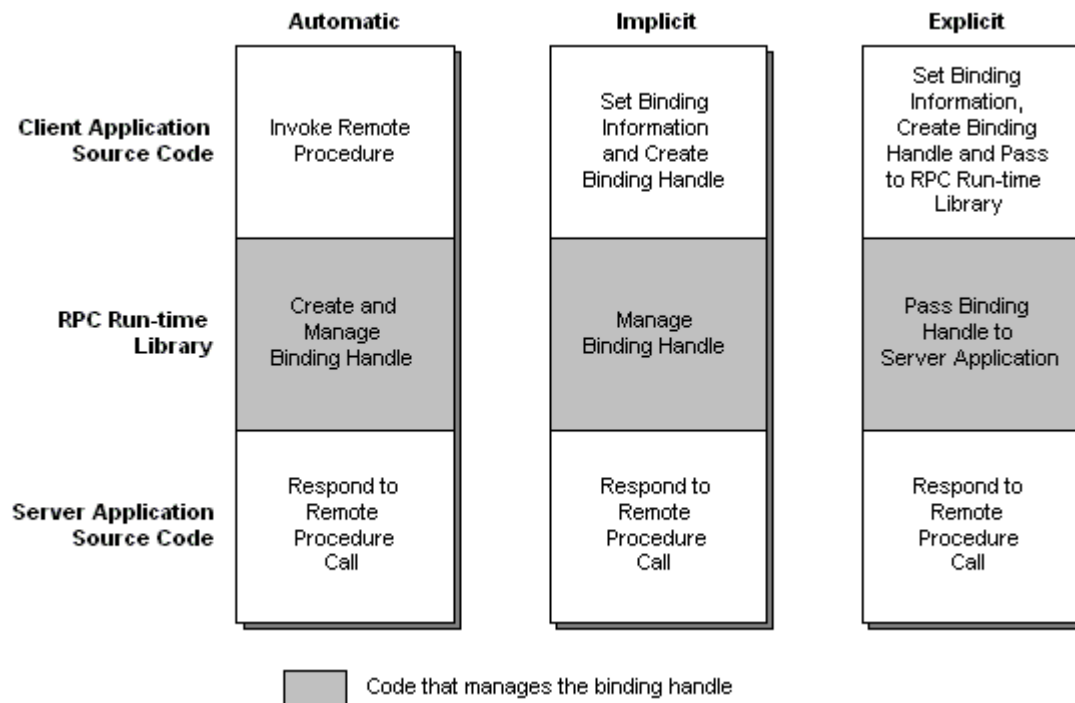 Automatic
Implicit
Explicit
Client Application
Source Code
Invoke Remote
Procedure
Set Binding
Information
and Create
Binding Handle
Set Binding
Information,
Create Binding
Handle and Pass
to RPC Run-time
Library
RPC Run-time
Library
Create and
Manage
Binding Handle
Manage
Binding Handle
Pass Binding
Handle to
Server Application
Server Application
Source Code
Respond to
Remote
Procedure
Call
Respond to
Remote
Procedure
Call
Respond to
Remote
Procedure
Call
Code that manages the binding handle